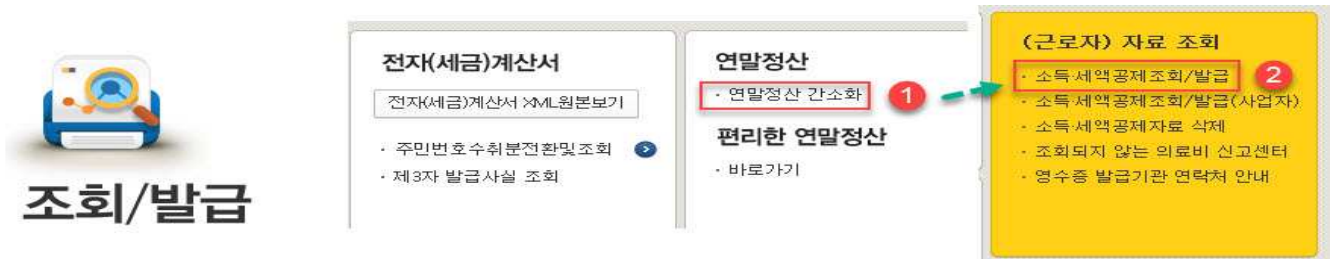 조회/발급
전자(세금)계산서
전자(세금)계산서 XML원본보기
· 주민번호수취분전환및조회
· 제3자 발급사실 조회
연말정산
· 연말정산 간소화
1
편리한 연말정산
· 바로가기
(근로자) 자료 조회
· 소득·세액공제조회/발급
2
· 소득·세액공제조회/발급(사업자)
· 소득·세액공제자료 삭제
· 조회되지 않는 의료비 신고센터
· 영수증 발급기관 연락처 안내